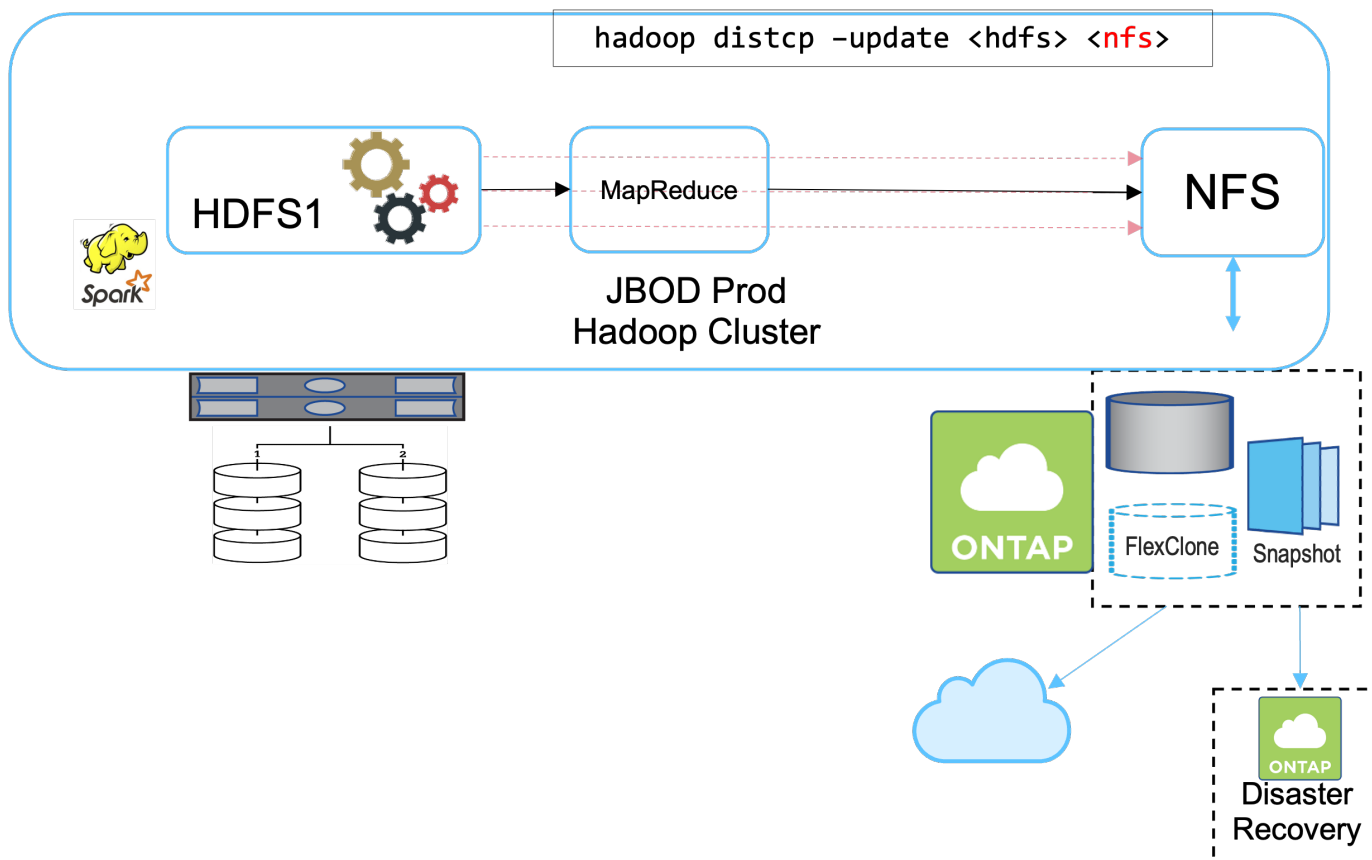 hadoop distcp –update <hdfs> <nfs>
HDFS1
MapReduce
NFS
Spark
JBOD Prod
Hadoop Cluster
1 2
ONTAP
FlexClone
Snapshot
ONTAP
Disaster
Recovery